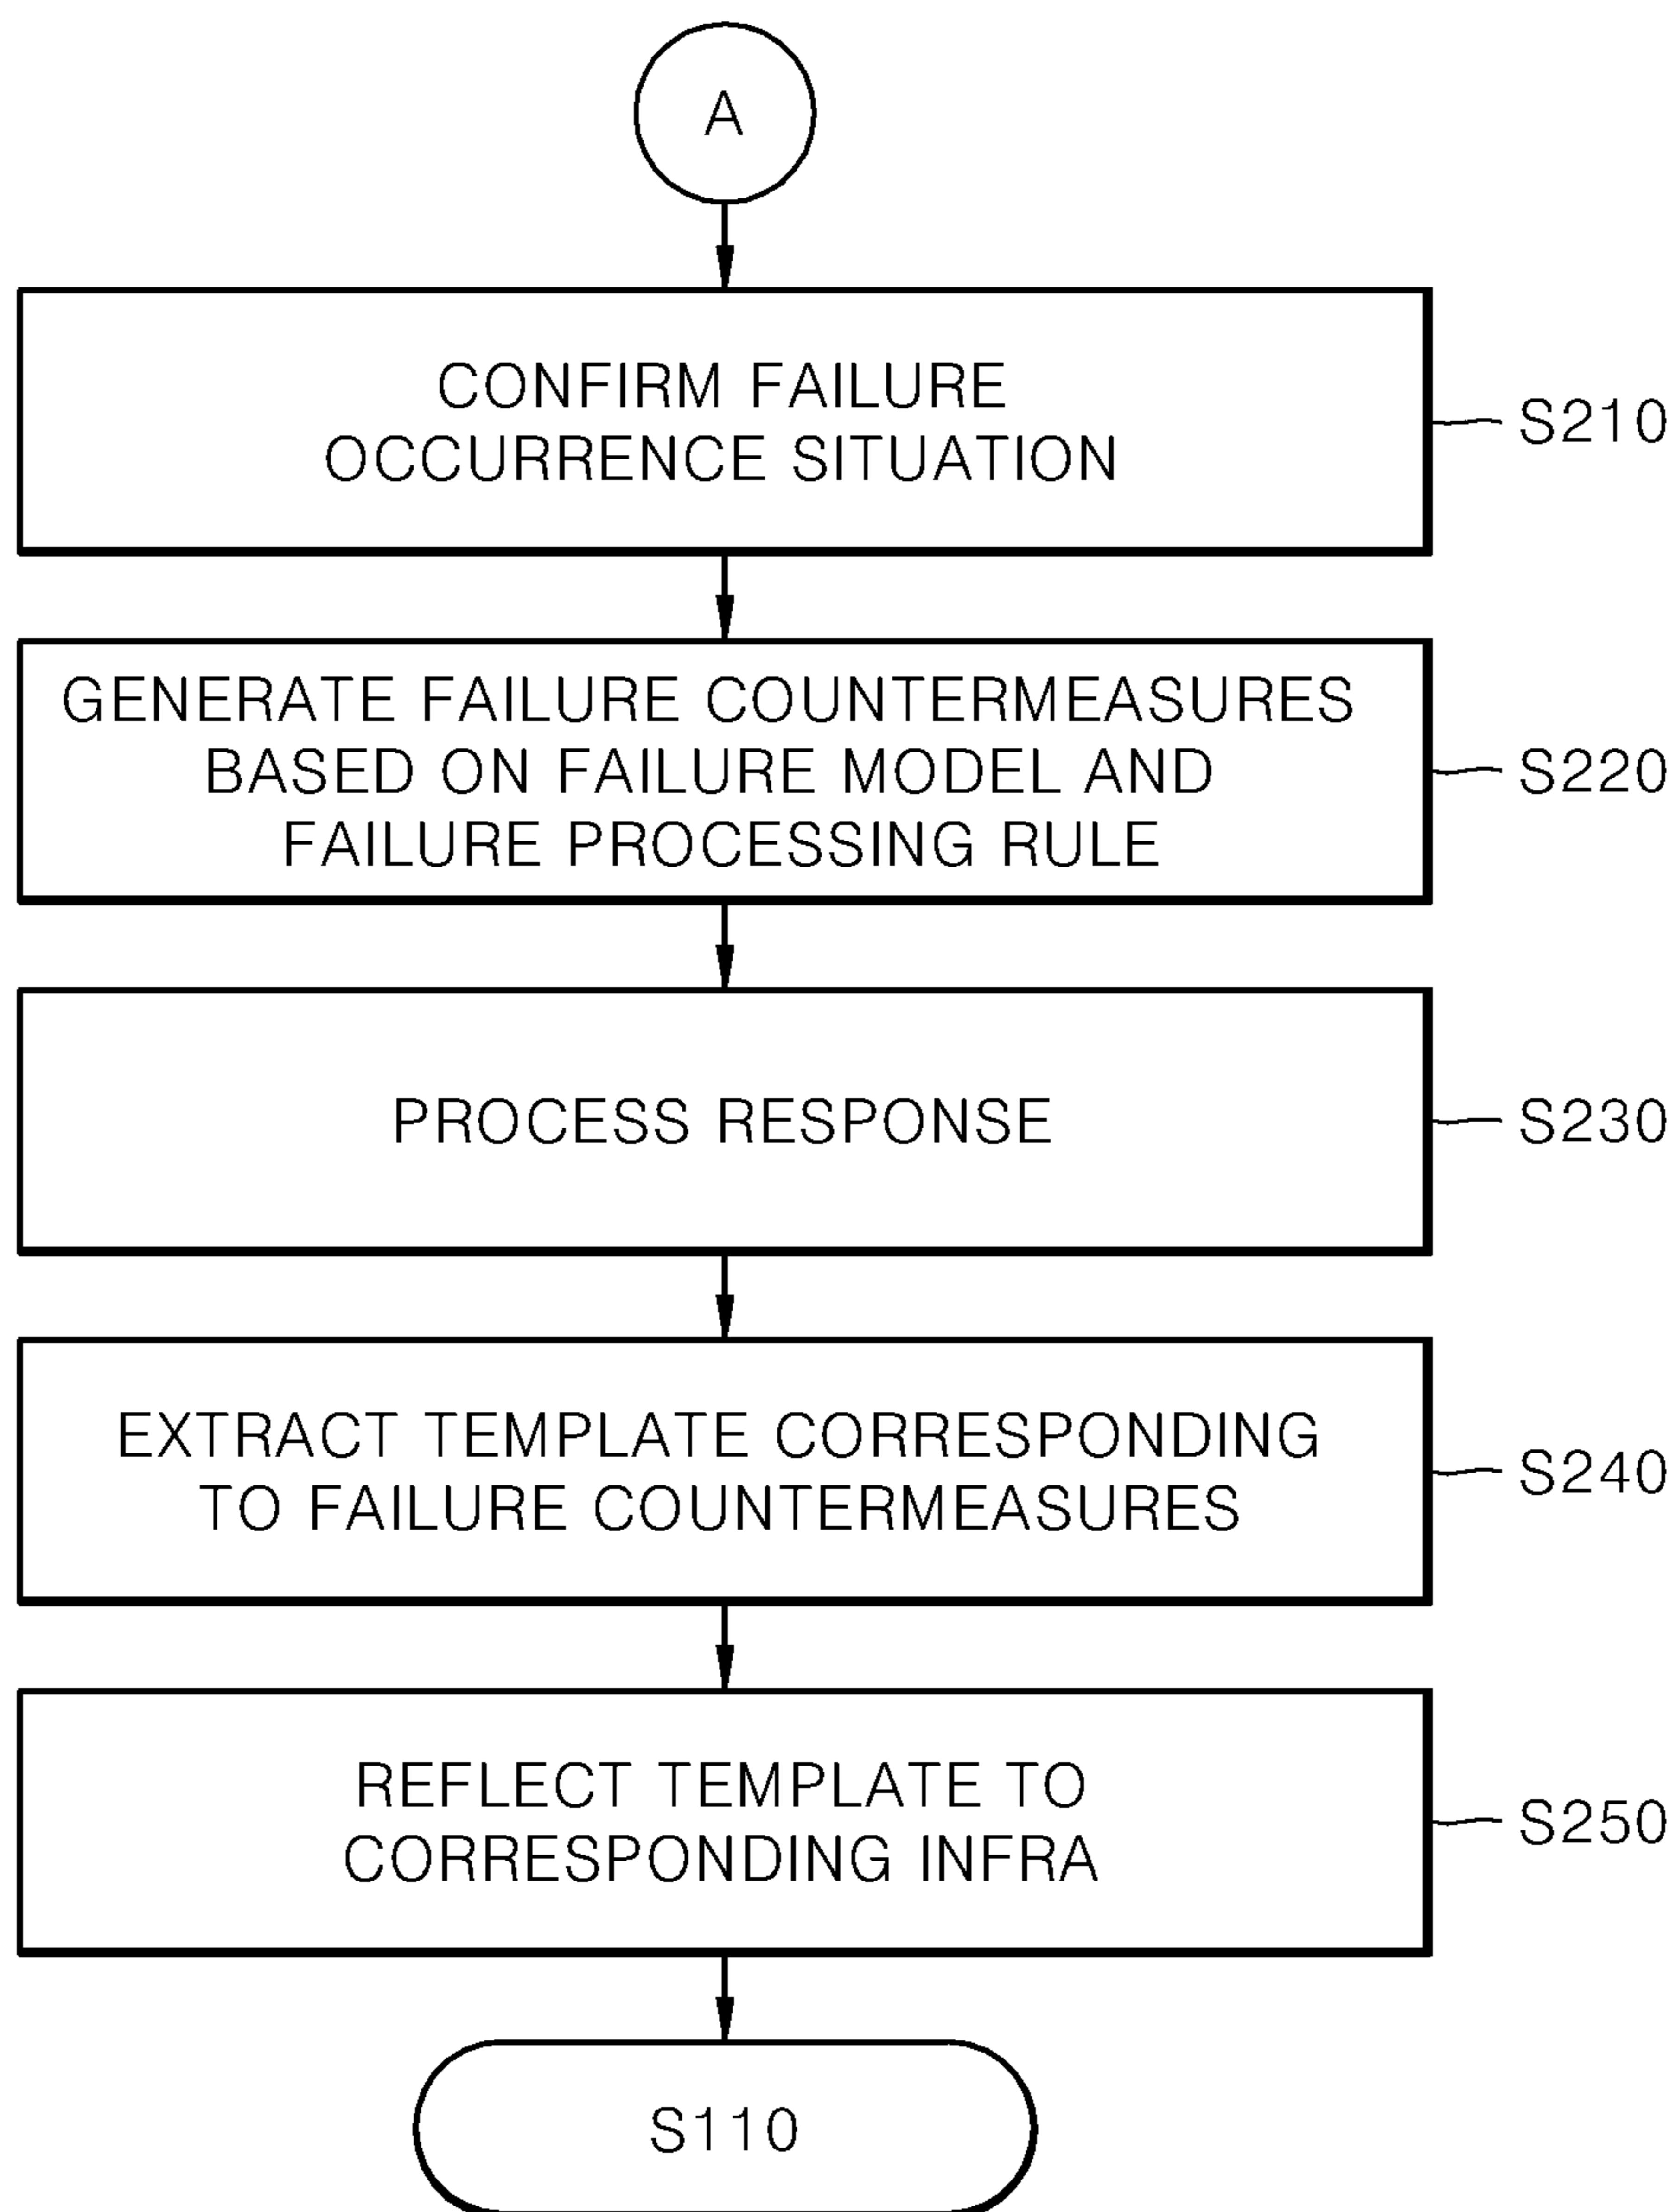 A
CONFIRM FAILURE
OCCURRENCE SITUATION
S210
GENERATE FAILURE COUNTERMEASURES
BASED ON FAILURE MODEL AND
FAILURE PROCESSING RULE
S220
PROCESS RESPONSE
S230
EXTRACT TEMPLATE CORRESPONDING
TO FAILURE COUNTERMEASURES
S240
REFLECT TEMPLATE TO
CORRESPONDING INFRA
S250
S110